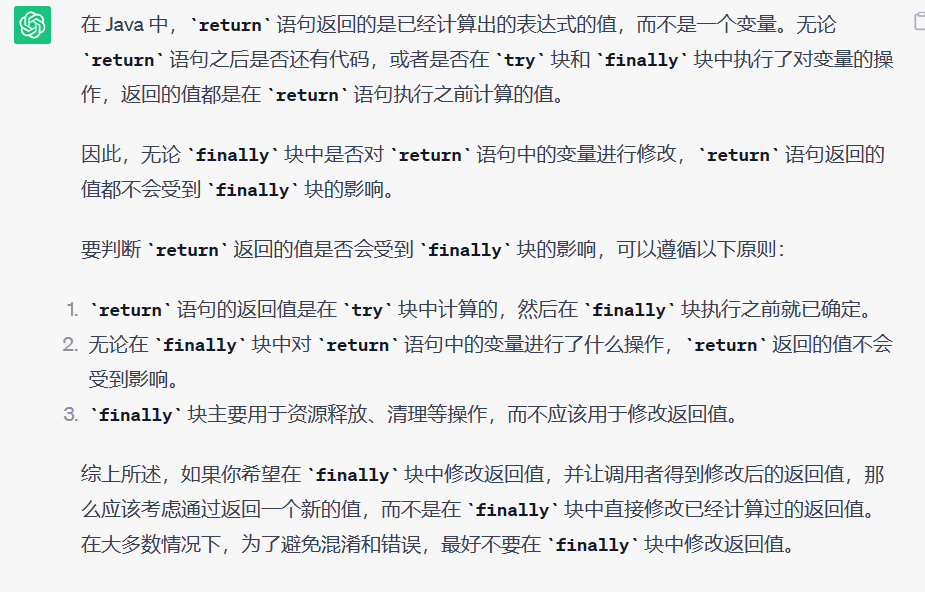 在 Java 中，`return` 语句返回的是已经计算出的表达式的值，而不是一个变量。无论
`return` 语句之后是否还有代码，或者是否在 `try` 块和 `finally` 块中执行了对变量的操
作，返回的值都是在 `return` 语句执行之前计算的值。
因此，无论 `finally` 块中是否对 `return` 语句中的变量进行修改，`return` 语句返回的
值都不会受到 `finally` 块的影响。
要判断 `return` 返回的值是否会受到 `finally` 块的影响，可以遵循以下原则：
1. `return` 语句的返回值是在 `try` 块中计算的，然后在 `finally` 块执行之前就已确定。
2. 无论在 `finally` 块中对 `return` 语句中的变量进行了什么操作，`return` 返回的值不会
受到影响。
3. `finally` 块主要用于资源释放、清理等操作，而不应该用于修改返回值。
综上所述，如果你希望在 `finally` 块中修改返回值，并让调用者得到修改后的返回值，那
么应该考虑通过返回一个新的值，而不是在 `finally` 块中直接修改已经计算过的返回值。
在大多数情况下，为了避免混淆和错误，最好不要在 `finally` 块中修改返回值。